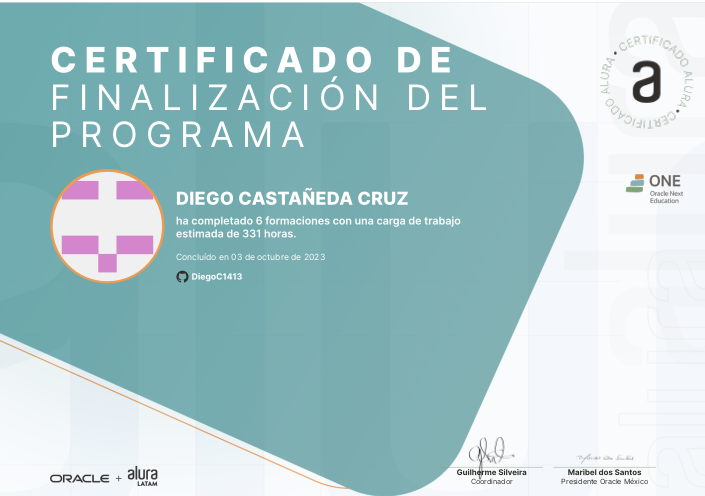 CERTIFICADO DE
FINALIZACIÓN DEL
PROGRAMA
CERTIFICADO ALURA • CERTIFICADO ALURA •
a
ONE
Oracle Next
Education
DIEGO CASTAÑEDA CRUZ
ha completado 6 formaciones con una carga de trabajo
estimada de 331 horas.
Concluído en 03 de octubre de 2023
DiegoC1413
ORACLE + alura
LATAM
Guilherme Silveira
Coordinador
Maribel dos Santos
Presidente Oracle México
alura